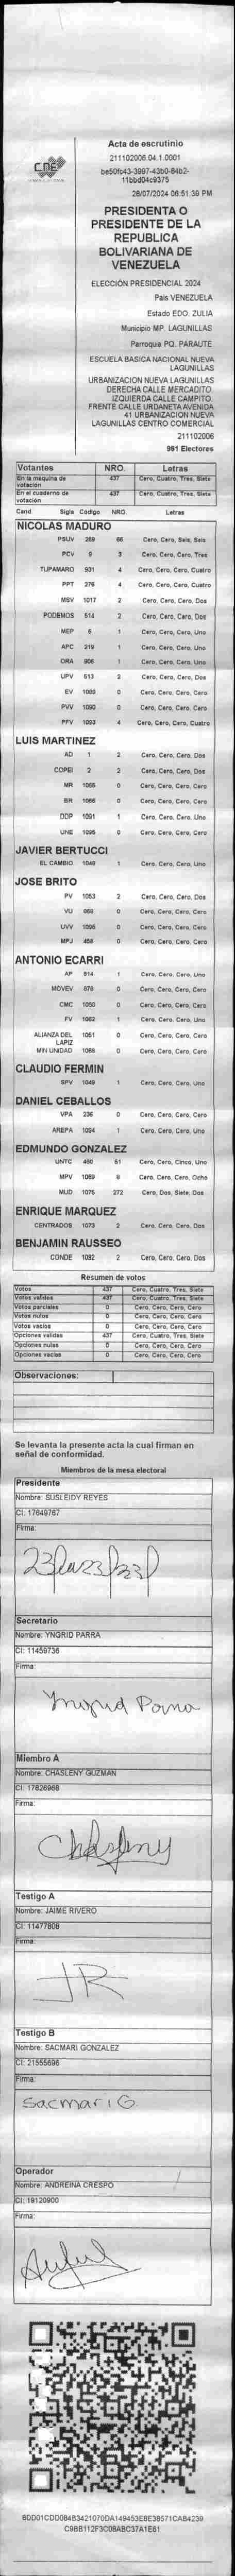 CNE
Acta de escrutinio
211102006.04.1.0001
be50fc43-3997-43b0-84b2-
11bbd04c9375
28/07/2024 06:51:39 PM
PRESIDENTA O
PRESIDENTE DE LA
REPUBLICA
BOLIVARIANA DE
VENEZUELA
ELECCIÓN PRESIDENCIAL 2024
Pais VENEZUELA
Estado EDO. ZULIA
Municipio MP. LAGUNILLAS
Parroquia PQ. PARAUTE
ESCUELA BASICA NACIONAL NUEVA
LAGUNILLAS
URBANIZACION NUEVA LAGUNILLAS
DERECHA CALLE MERCADITO.
IZQUIERDA CALLE CAMPITO.
FRENTE CALLE URDANETA AVENIDA
41 URBANIZACION NUEVA
LAGUNILLAS CENTRO COMERCIAL
211102006
981 Electores
Votantes NRO. Letras
En la maquina de votación 437 Cero, Cuatro, Tres, Siete
En el cuaderno de votación 437 Cero, Cuatro, Tres, Siete
Cand Sigla Codigo NRO. Letras
NICOLAS MADURO
PSUV 269 66 Cero, Cero, Seis, Seis
PCV 9 3 Cero, Cero, Cero, Tres
TUPAMARO 931 4 Cero, Cero, Cero, Cuatro
PPT 276 4 Cero, Cero, Cero, Cuatro
MSV 1017 2 Cero, Cero, Cero, Dos
PODEMOS 514 2 Cero, Cero, Cero, Dos
MEP 6 1 Cero, Cero, Cero, Uno
APC 219 1 Cero, Cero, Cero, Uno
ORA 906 1 Cero, Cero, Cero, Uno
UPV 513 2 Cero, Cero, Cero, Dos
EV 1089 0 Cero, Cero, Cero, Cero
PVV 1090 0 Cero, Cero, Cero, Cero
PFV 1093 4 Cero, Cero, Cero, Cuatro
LUIS MARTINEZ
AD 1 2 Cero, Cero, Cero, Dos
COPEI 2 2 Cero, Cero, Cero, Dos
MR 1065 0 Cero, Cero, Cero, Cero
BR 1066 0 Cero, Cero, Cero, Cero
DDP 1091 1 Cero, Cero, Cero, Uno
UNE 1095 0 Cero, Cero, Cero, Cero
JAVIER BERTUCCI
EL CAMBIO 1048 1 Cero, Cero, Cero, Uno
JOSE BRITO
PV 1053 2 Cero, Cero, Cero, Dos
VU 868 0 Cero, Cero, Cero, Cero
UVV 1096 0 Cero, Cero, Cero, Cero
MPJ 458 0 Cero, Cero, Cero, Cero
ANTONIO ECARRI
AP 914 1 Cero, Cero, Cero, Uno
MOVEV 879 0 Cero, Cero, Cero, Cero
CMC 1050 0 Cero, Cero, Cero, Cero
FV 1062 1 Cero, Cero, Cero, Uno
ALIANZA DEL LAPIZ 1051 0 Cero, Cero, Cero, Cero
MIN UNIDAD 1088 0 Cero, Cero, Cero, Cero
CLAUDIO FERMIN
SPV 1049 1 Cero, Cero, Cero, Uno
DANIEL CEBALLOS
VPA 236 0 Cero, Cero, Cero, Cero
AREPA 1094 1 Cero, Cero, Cero, Uno
EDMUNDO GONZALEZ
UNTC 460 51 Cero, Cero, Cinco, Uno
MPV 1069 8 Cero, Cero, Cero, Ocho
MUD 1075 272 Cero, Dos, Siete, Dos
ENRIQUE MARQUEZ
CENTRADOS 1073 2 Cero, Cero, Cero, Dos
BENJAMIN RAUSSEO
CONDE 1092 2 Cero, Cero, Cero, Dos
Resumen de votos
Votos 437 Cero, Cuatro, Tres, Siete
Votos validos 437 Cero, Cuatro, Tres, Siete
Votos parciales 0 Cero, Cero, Cero, Cero
Votos nulos 0 Cero, Cero, Cero, Cero
Votos vacios 0 Cero, Cero, Cero, Cero
Opciones validas 437 Cero, Cuatro, Tres, Siete
Opciones nulas 0 Cero, Cero, Cero, Cero
Opciones vacias 0 Cero, Cero, Cero, Cero
Observaciones:
Se levanta la presente acta la cual firman en
señal de conformidad.
Miembros de la mesa electoral
Presidente
Nombre: SUSLEIDY REYES
CI: 17649767
Firma:
Secretario
Nombre: YNGRID PARRA
CI: 11459736
Firma:
Yngrid Parra
Miembro A
Nombre: CHASLENY GUZMAN
CI: 17826968
Firma:
Chasleny
Testigo A
Nombre: JAIME RIVERO
CI: 11477808
Firma:
JR
Testigo B
Nombre: SACMARI GONZALEZ
CI: 21555696
Firma:
Sacmari G
Operador
Nombre: ANDREINA CRESPO
CI: 19120900
Firma:
8DD01CDD0B4B3421070DA149453E8E38571CAB4239
C9BB112F3C08ABC37A1E81